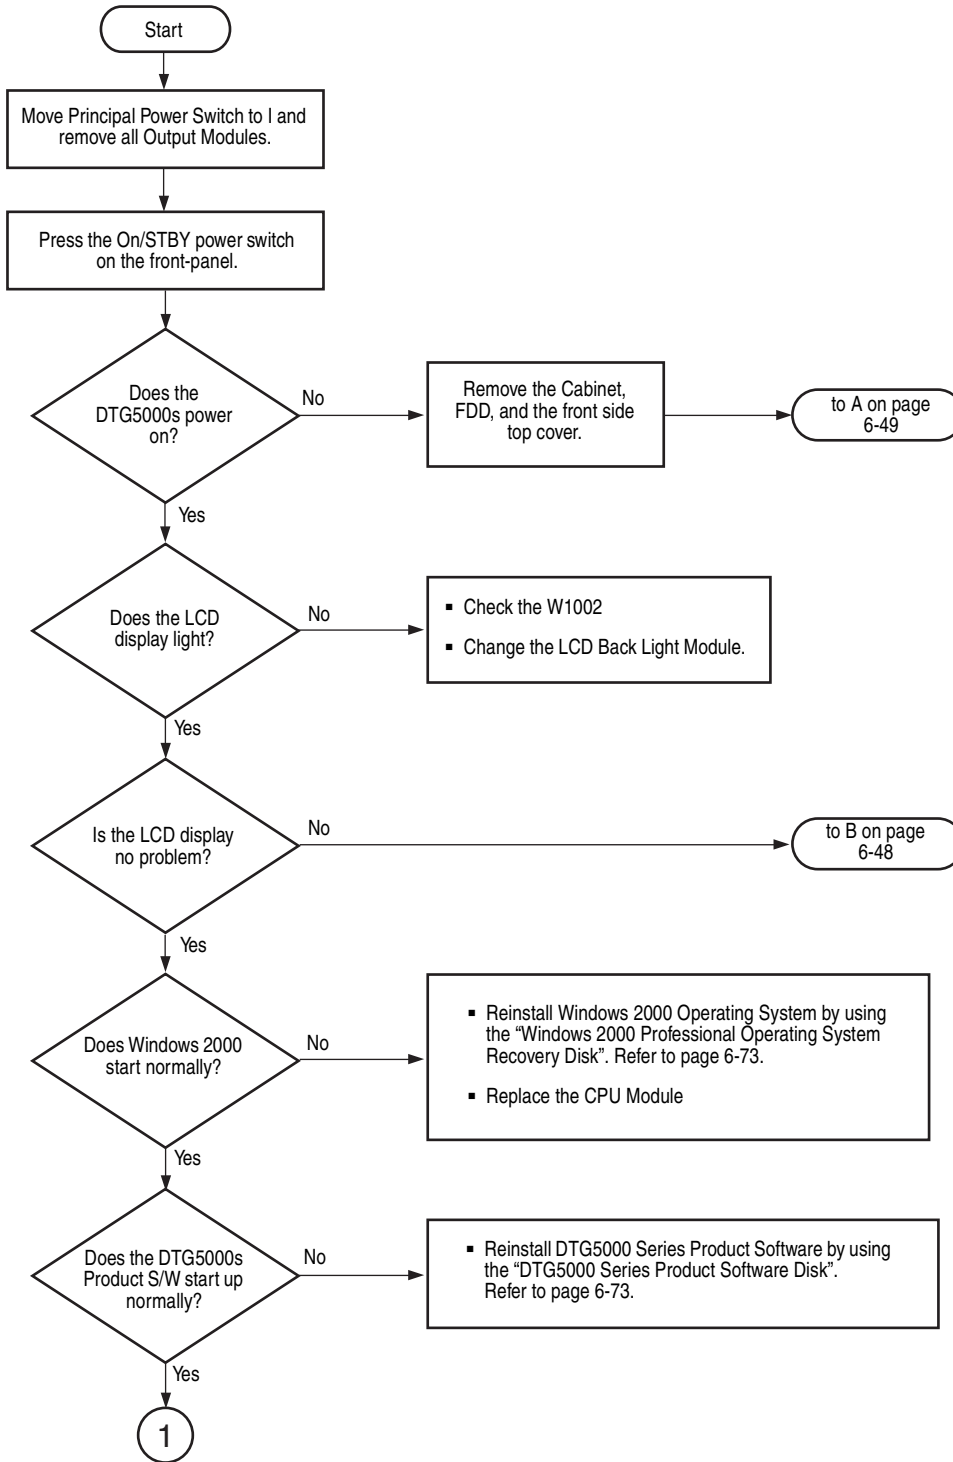 Start
Move Principal Power Switch to I and
remove all Output Modules.
Press the On/STBY power switch
on the front-panel.
Does the
DTG5000s power
on?
No
Remove the Cabinet,
FDD, and the front side
top cover.
to A on page
6-49
Yes
Does the LCD
display light?
No
▪ Check the W1002
▪ Change the LCD Back Light Module.
Yes
Is the LCD display
no problem?
No
to B on page
6-48
Yes
Does Windows 2000
start normally?
No
▪ Reinstall Windows 2000 Operating System by using
the “Windows 2000 Professional Operating System
Recovery Disk”. Refer to page 6-73.
▪ Replace the CPU Module
Yes
Does the DTG5000s
Product S/W start up
normally?
No
▪ Reinstall DTG5000 Series Product Software by using
the “DTG5000 Series Product Software Disk”.
Refer to page 6-73.
Yes
1